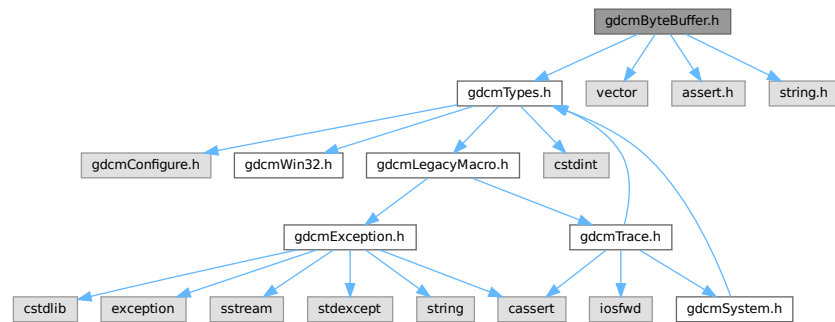 gdcmByteBuffer.h
gdcmTypes.h
vector
assert.h
string.h
gdcmConfigure.h
gdcmWin32.h
gdcmLegacyMacro.h
cstdint
gdcmException.h
gdcmTrace.h
cstdlib
exception
sstream
stdexcept
string
cassert
iosfwd
gdcmSystem.h